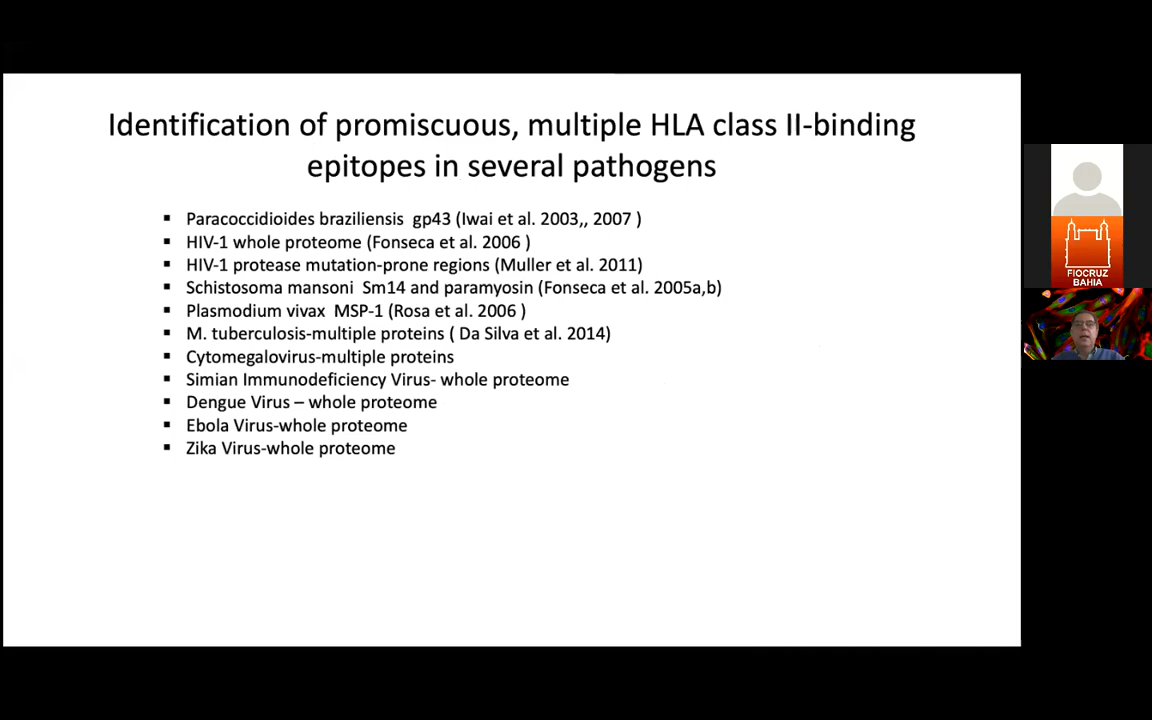 Identification of promiscuous, multiple HLA class II-binding
epitopes in several pathogens
▪ Paracoccidioides braziliensis gp43 (Iwai et al. 2003,, 2007 )
▪ HIV-1 whole proteome (Fonseca et al. 2006 )
▪ HIV-1 protease mutation-prone regions (Muller et al. 2011)
▪ Schistosoma mansoni Sm14 and paramyosin (Fonseca et al. 2005a,b)
▪ Plasmodium vivax MSP-1 (Rosa et al. 2006 )
▪ M. tuberculosis-multiple proteins ( Da Silva et al. 2014)
▪ Cytomegalovirus-multiple proteins
▪ Simian Immunodeficiency Virus- whole proteome
▪ Dengue Virus – whole proteome
▪ Ebola Virus-whole proteome
▪ Zika Virus-whole proteome
FIOCRUZ
BAHIA